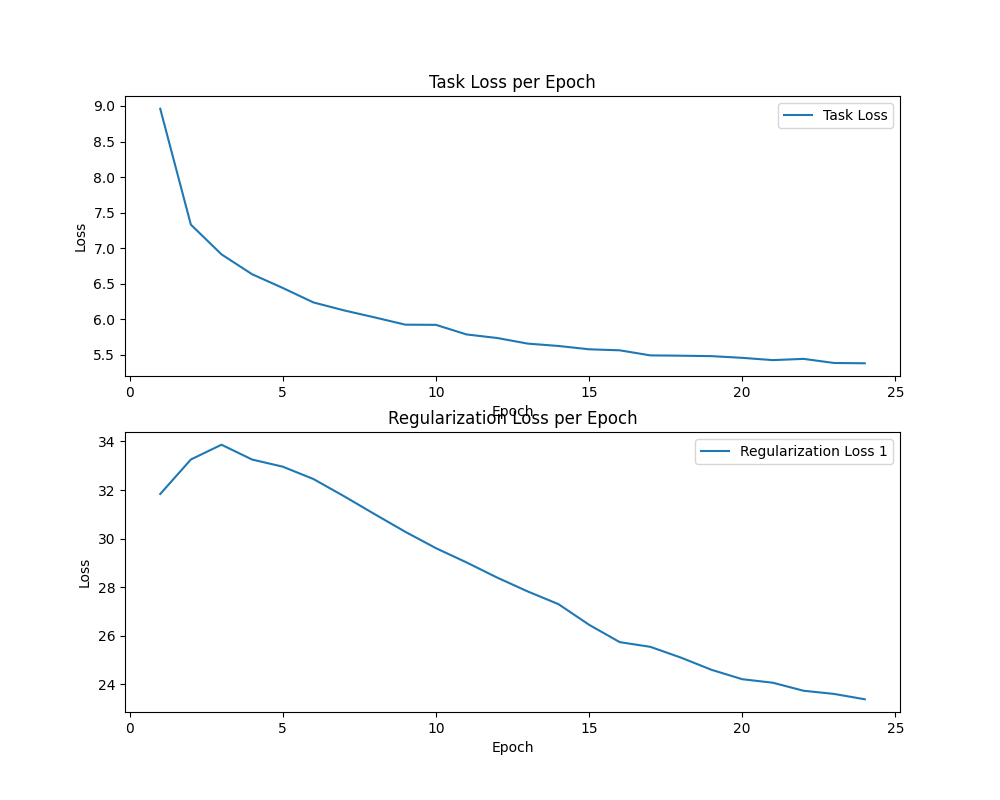 Task Loss per Epoch
Task Loss
Loss
9.0
8.5
8.0
7.5
7.0
6.5
6.0
5.5
0 5 10 15 20 25
Epoch
Regularization Loss per Epoch
Regularization Loss 1
Loss
34
32
30
28
26
24
0 5 10 15 20 25
Epoch